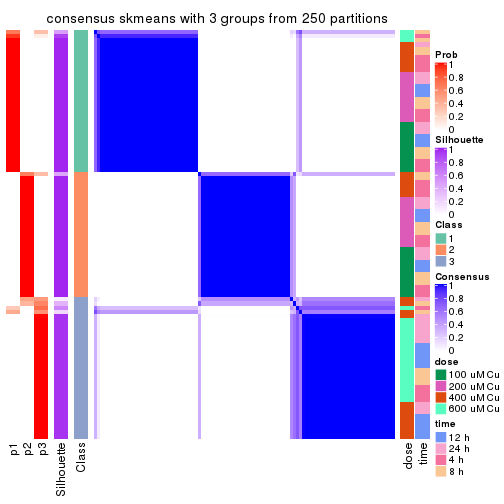 consensus skmeans with 3 groups from 250 partitions
Prob
1
0.8
0.6
0.4
0.2
0
Silhouette
1
0.8
0.6
0.4
0.2
0
Class
1
2
3
Consensus
1
0.8
0.6
0.4
0.2
0
dose
100 uM Cu
200 uM Cu
400 uM Cu
600 uM Cu
time
12 h
24 h
4 h
8 h
p1
p2
p3
Silhouette
Class
dose
time